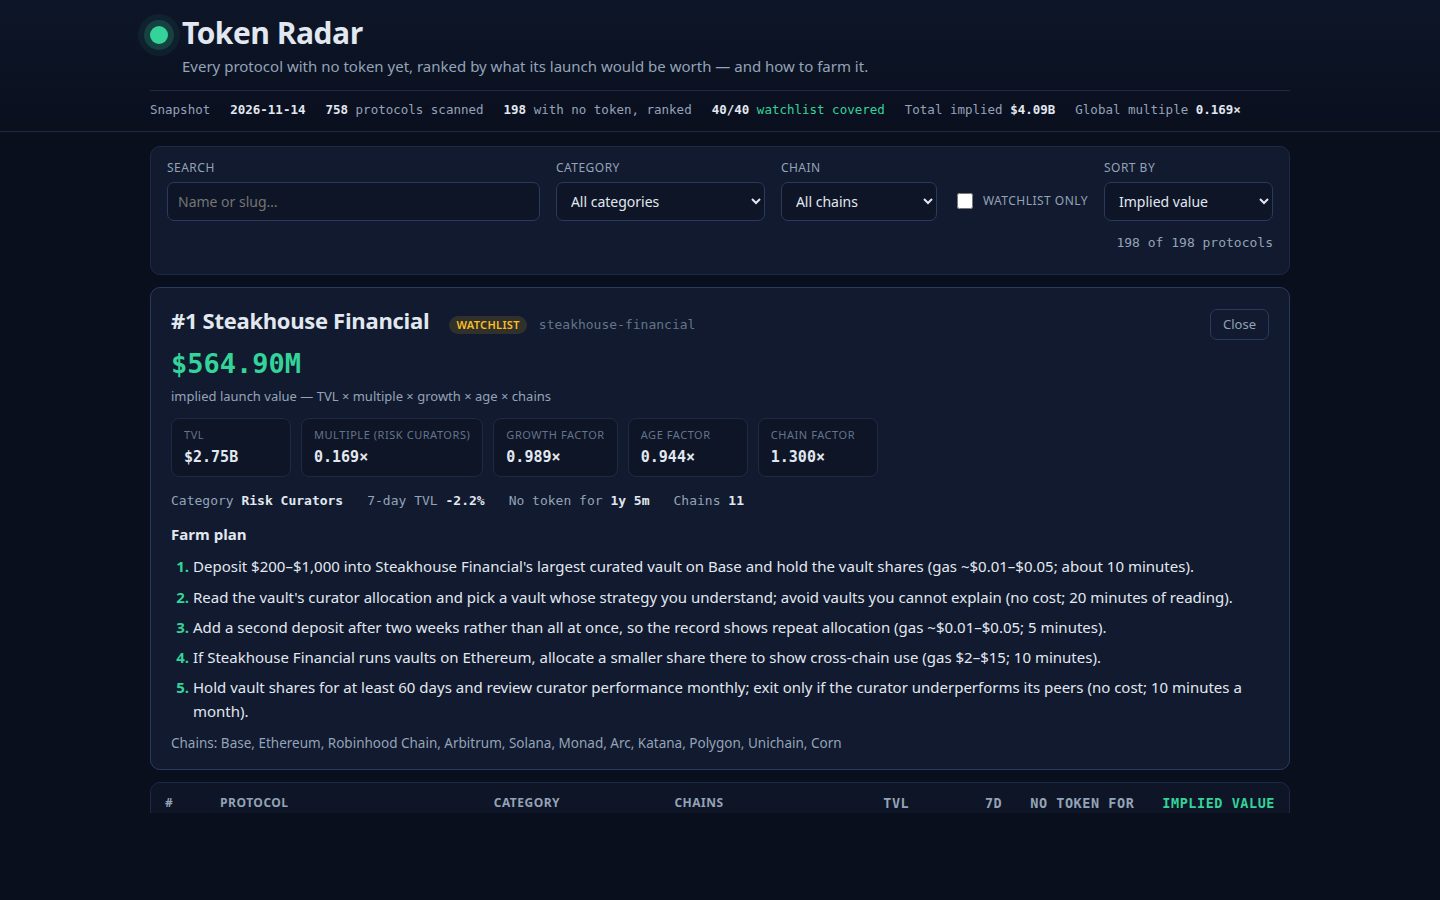 Token Radar
Every protocol with no token yet, ranked by what its launch would be worth — and how to farm it.
Snapshot 2026-11-14 758 protocols scanned 198 with no token, ranked 40/40 watchlist covered Total implied $4.09B Global multiple 0.169×
SEARCH CATEGORY CHAIN SORT BY
Name or slug... All categories All chains WATCHLIST ONLY Implied value
198 of 198 protocols
#1 Steakhouse Financial WATCHLIST steakhouse-financial Close
$564.90M
implied launch value — TVL × multiple × growth × age × chains
TVL MULTIPLE (RISK CURATORS) GROWTH FACTOR AGE FACTOR CHAIN FACTOR
$2.75B 0.169× 0.989× 0.944× 1.300×
Category Risk Curators 7-day TVL -2.2% No token for 1y 5m Chains 11
Farm plan
1. Deposit $200–$1,000 into Steakhouse Financial's largest curated vault on Base and hold the vault shares (gas ~$0.01–$0.05; about 10 minutes).
2. Read the vault's curator allocation and pick a vault whose strategy you understand; avoid vaults you cannot explain (no cost; 20 minutes of reading).
3. Add a second deposit after two weeks rather than all at once, so the record shows repeat allocation (gas ~$0.01–$0.05; 5 minutes).
4. If Steakhouse Financial runs vaults on Ethereum, allocate a smaller share there to show cross-chain use (gas $2–$15; 10 minutes).
5. Hold vault shares for at least 60 days and review curator performance monthly; exit only if the curator underperforms its peers (no cost; 10 minutes a
month).
Chains: Base, Ethereum, Robinhood Chain, Arbitrum, Solana, Monad, Arc, Katana, Polygon, Unichain, Corn
# PROTOCOL CATEGORY CHAINS TVL 7D NO TOKEN FOR IMPLIED VALUE